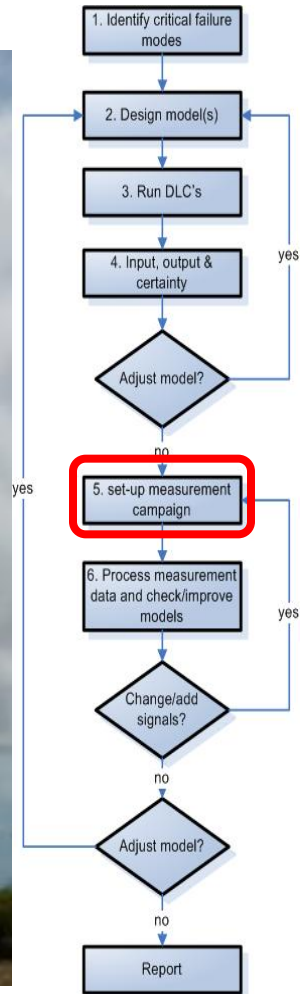 1. Identify critical failure
modes
2. Design model(s)
3. Run DLC's
yes
4. Input, output &
certainty
Adjust model?
no
yes
5. set-up measurement
campaign
6. Process measurement
data and check/improve
models
yes
Change/add
signals?
no
Adjust model?
no
Report